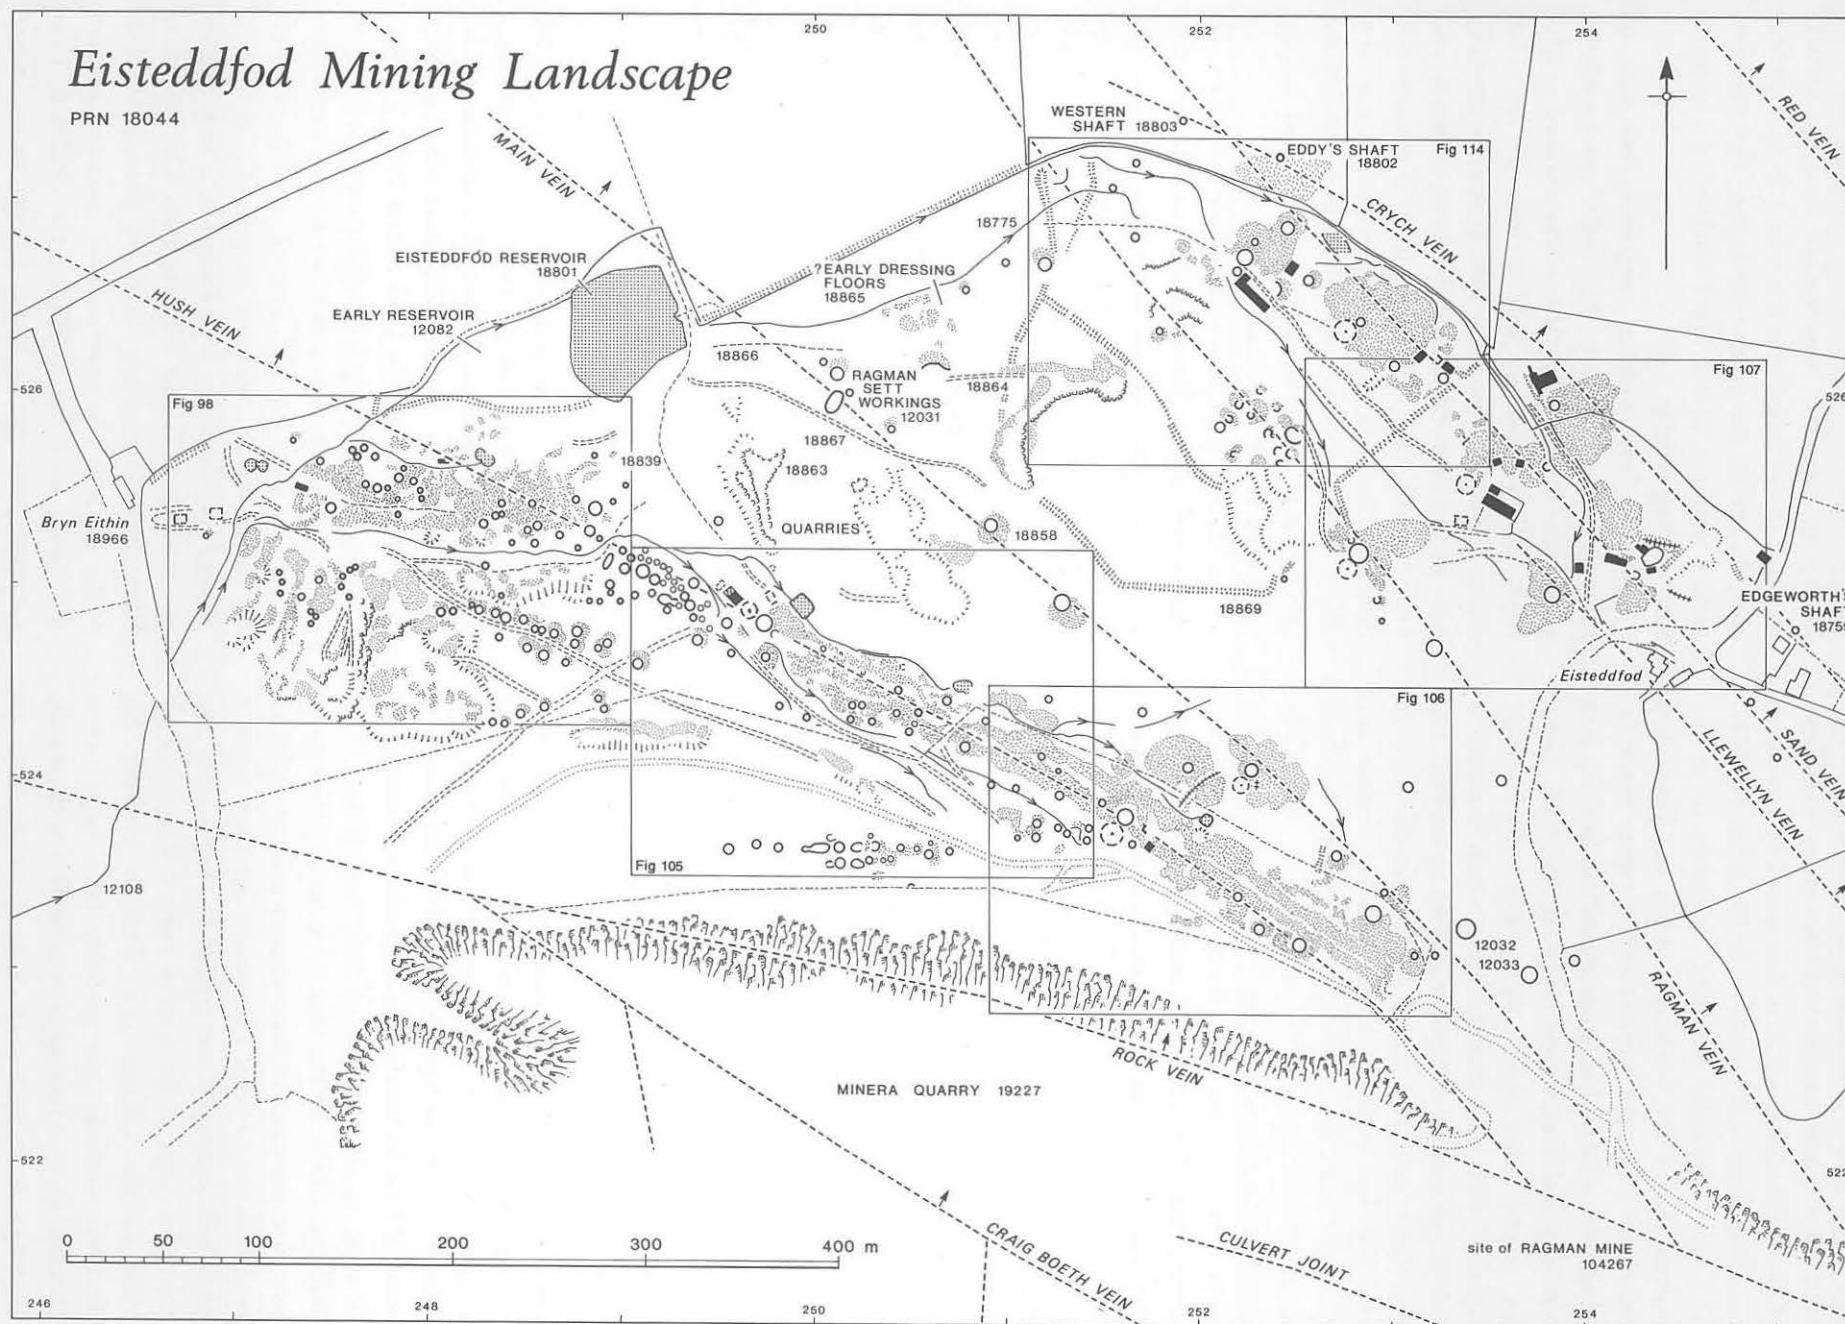 Eisteddfod Mining Landscape
PRN 18044
250
252
254
MAIN VEIN
WESTERN
SHAFT 18803
EDDY'S SHAFT
18802
Fig 114
RED VEIN
CRYCH VEIN
18775
EISTEDDFOD RESERVOIR
18801
?EARLY DRESSING
FLOORS
18865
HUSH VEIN
EARLY RESERVOIR
12082
18866
RAGMAN
SETT
WORKINGS
12031
18864
Fig 107
526
526
Fig 98
18867
18839
18863
QUARRIES
Bryn Eithin
18966
18858
18869
EDGEWORTH'S
SHAFT
18759
Eisteddfod
Fig 106
LLEWELLYN VEIN
SAND VEIN
524
Fig 105
12108
12032
12033
RAGMAN VEIN
ROCK VEIN
MINERA QUARRY 19227
522
522
CRAIG BOETH VEIN
CULVERT JOINT
site of RAGMAN MINE
104267
0 50 100 200 300 400 m
246
248
250
252
254